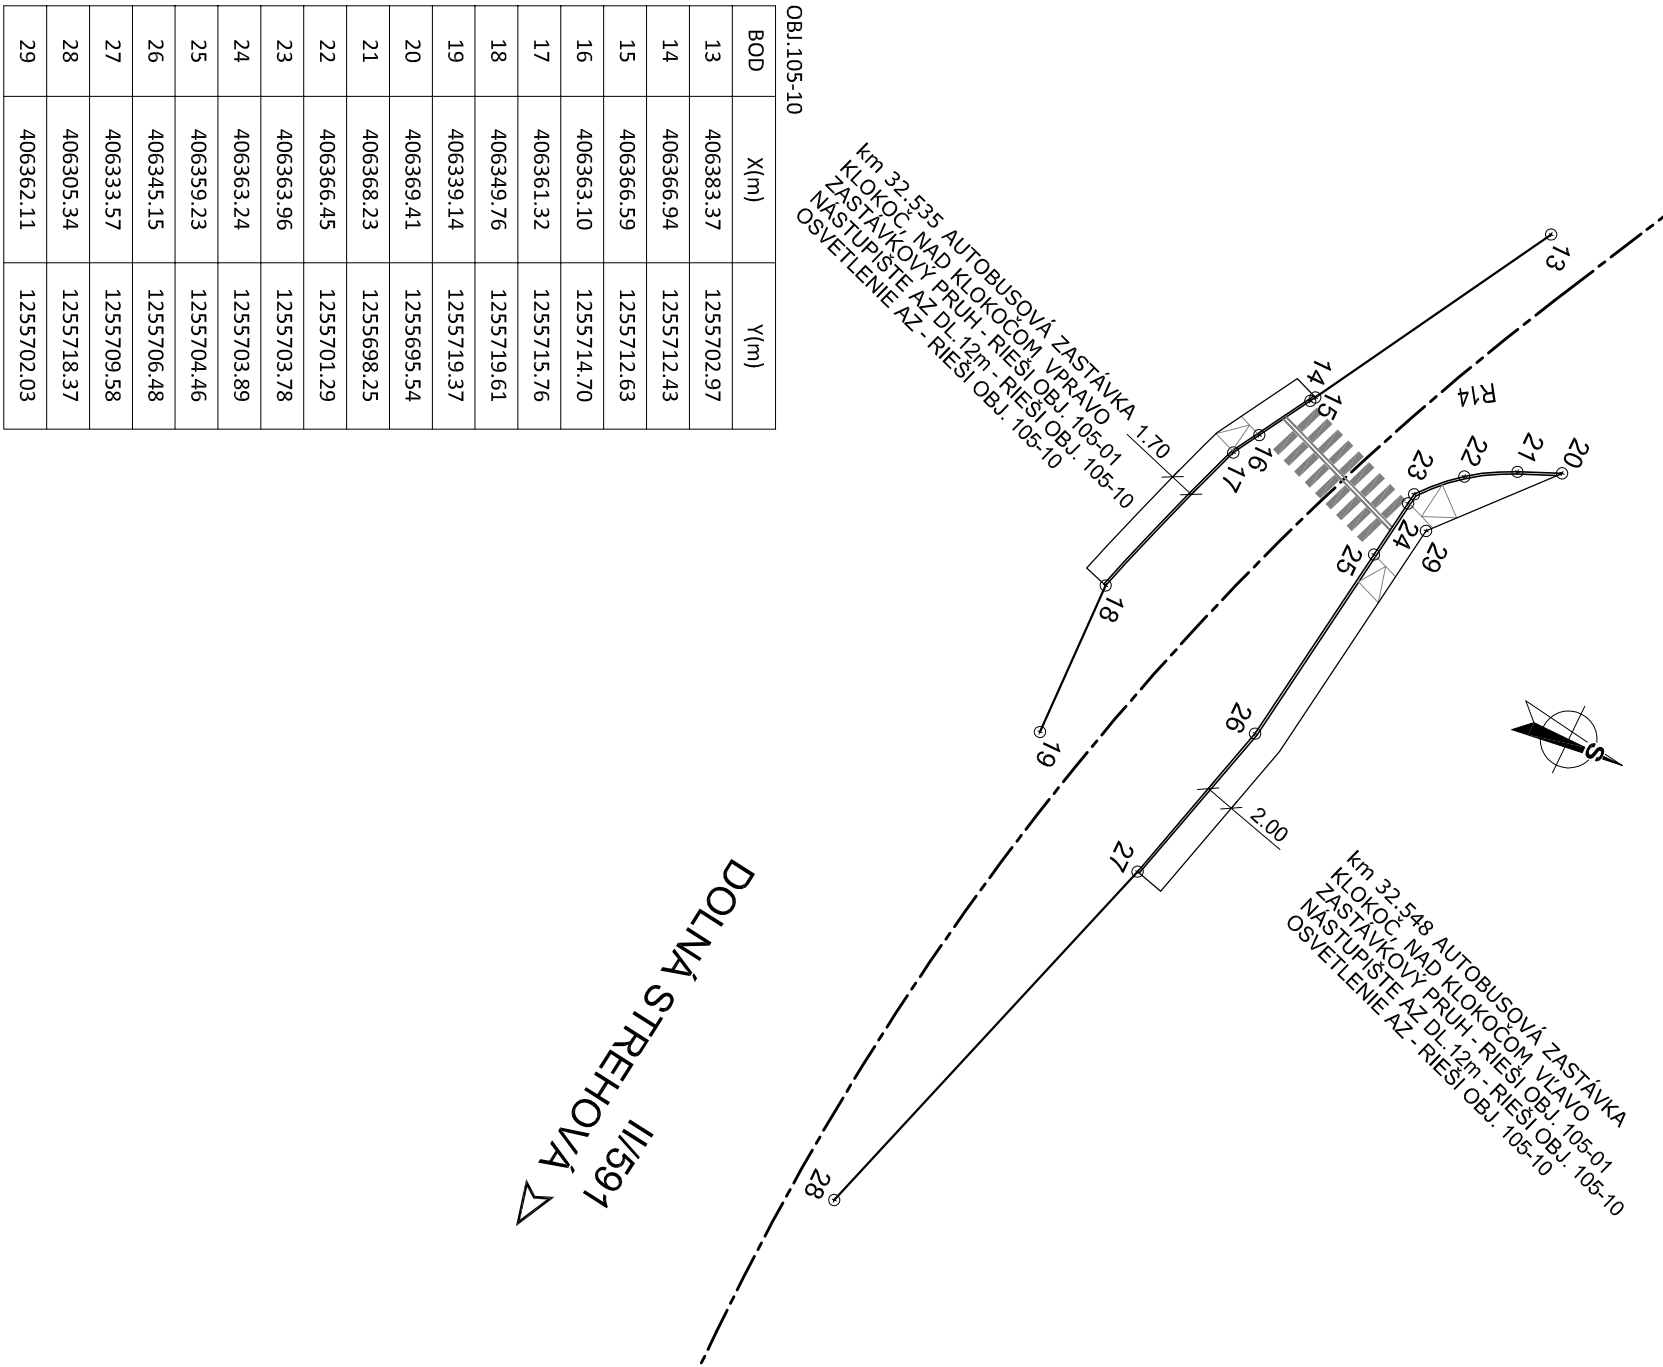 OBJ.105-10
BOD X(m) Y(m)
13 406383.37 1255702.97
14 406366.94 1255712.43
15 406366.59 1255712.63
16 406363.10 1255714.70
17 406361.32 1255715.76
18 406349.76 1255719.61
19 406339.14 1255719.37
20 406369.41 1255695.54
21 406368.23 1255698.25
22 406366.45 1255701.29
23 406363.96 1255703.78
24 406363.24 1255703.89
25 406359.23 1255704.46
26 406345.15 1255706.48
27 406333.57 1255709.58
28 406305.34 1255718.37
29 406362.11 1255702.03
km 32.535 AUTOBUSOVÁ ZASTÁVKA
KLOKOČ, NAD KLOKOČOM VPRAVO
ZASTÁVKOVÝ PRUH - RIEŠI OBJ. 105-01
NÁSTUPIŠTE AZ DL.12m - RIEŠI OBJ. 105-10
OSVETLENIE AZ - RIEŠI OBJ. 105-10
1.70
13
14
15
16
17
18
19
R14
20
21
22
23
24
29
25
26
27
28
S
2.00
km 32.548 AUTOBUSOVÁ ZASTÁVKA
KLOKOČ, NAD KLOKOČOM VĽAVO
ZASTÁVKOVÝ PRUH - RIEŠI OBJ. 105-01
NÁSTUPIŠTE AZ DL.12m - RIEŠI OBJ. 105-10
OSVETLENIE AZ - RIEŠI OBJ. 105-10
II/591
DOLNÁ STREHOVÁ